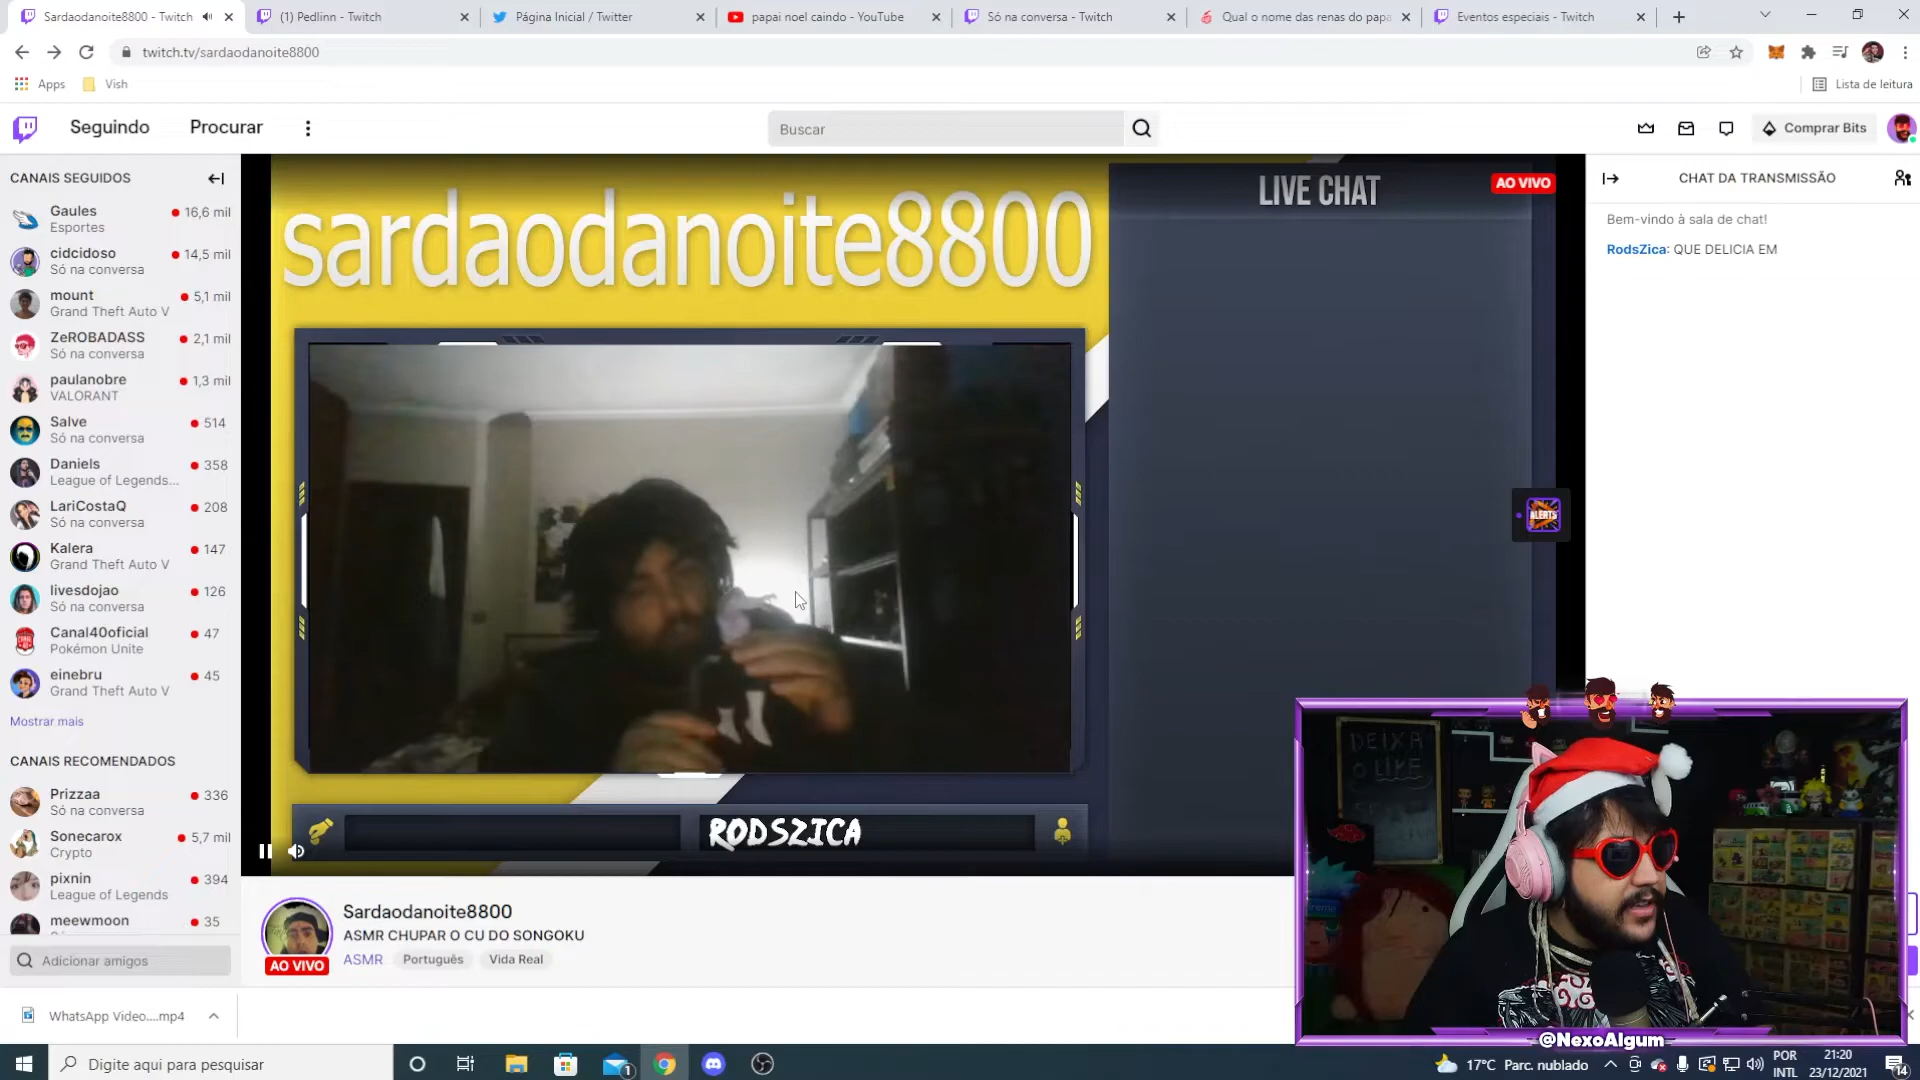 Sardaodanoite8800 - Twitch
(1) Pedlinn - Twitch
Página Inicial / Twitter
papai noel caindo - YouTube
Só na conversa - Twitch
Qual o nome das renas do papa
Eventos especiais - Twitch
twitch.tv/sardaodanoite8800
Apps
Vish
Lista de leitura
Seguindo
Procurar
Buscar
Comprar Bits
CANAIS SEGUIDOS
Gaules
16,6 mil
Esportes
cidcidoso
14,5 mil
Só na conversa
mount
5,1 mil
Grand Theft Auto V
ZeROBADASS
2,1 mil
Só na conversa
paulanobre
1,3 mil
VALORANT
Salve
514
Só na conversa
Daniels
358
League of Legends...
LariCostaQ
208
Só na conversa
Kalera
147
Grand Theft Auto V
livesdojao
126
Só na conversa
Canal40oficial
47
Pokémon Unite
einebru
45
Grand Theft Auto V
Mostrar mais
CANAIS RECOMENDADOS
Prizzaa
336
Só na conversa
Sonecarox
5,7 mil
Crypto
pixnin
394
League of Legends
meewmoon
35
Adicionar amigos
sardaodanoite8800
LIVE CHAT
AO VIVO
ALERTS
RODSZICA
CHAT DA TRANSMISSÃO
Bem-vindo à sala de chat!
RodsZica: QUE DELICIA EM
Sardaodanoite8800
ASMR CHUPAR O CU DO SONGOKU
AO VIVO
ASMR
Português
Vida Real
DEIXA
O LIKE
@NexoAlgum
WhatsApp Video....mp4
Digite aqui para pesquisar
1
17°C Parc. nublado
POR
INTL
21:20
23/12/2021
14